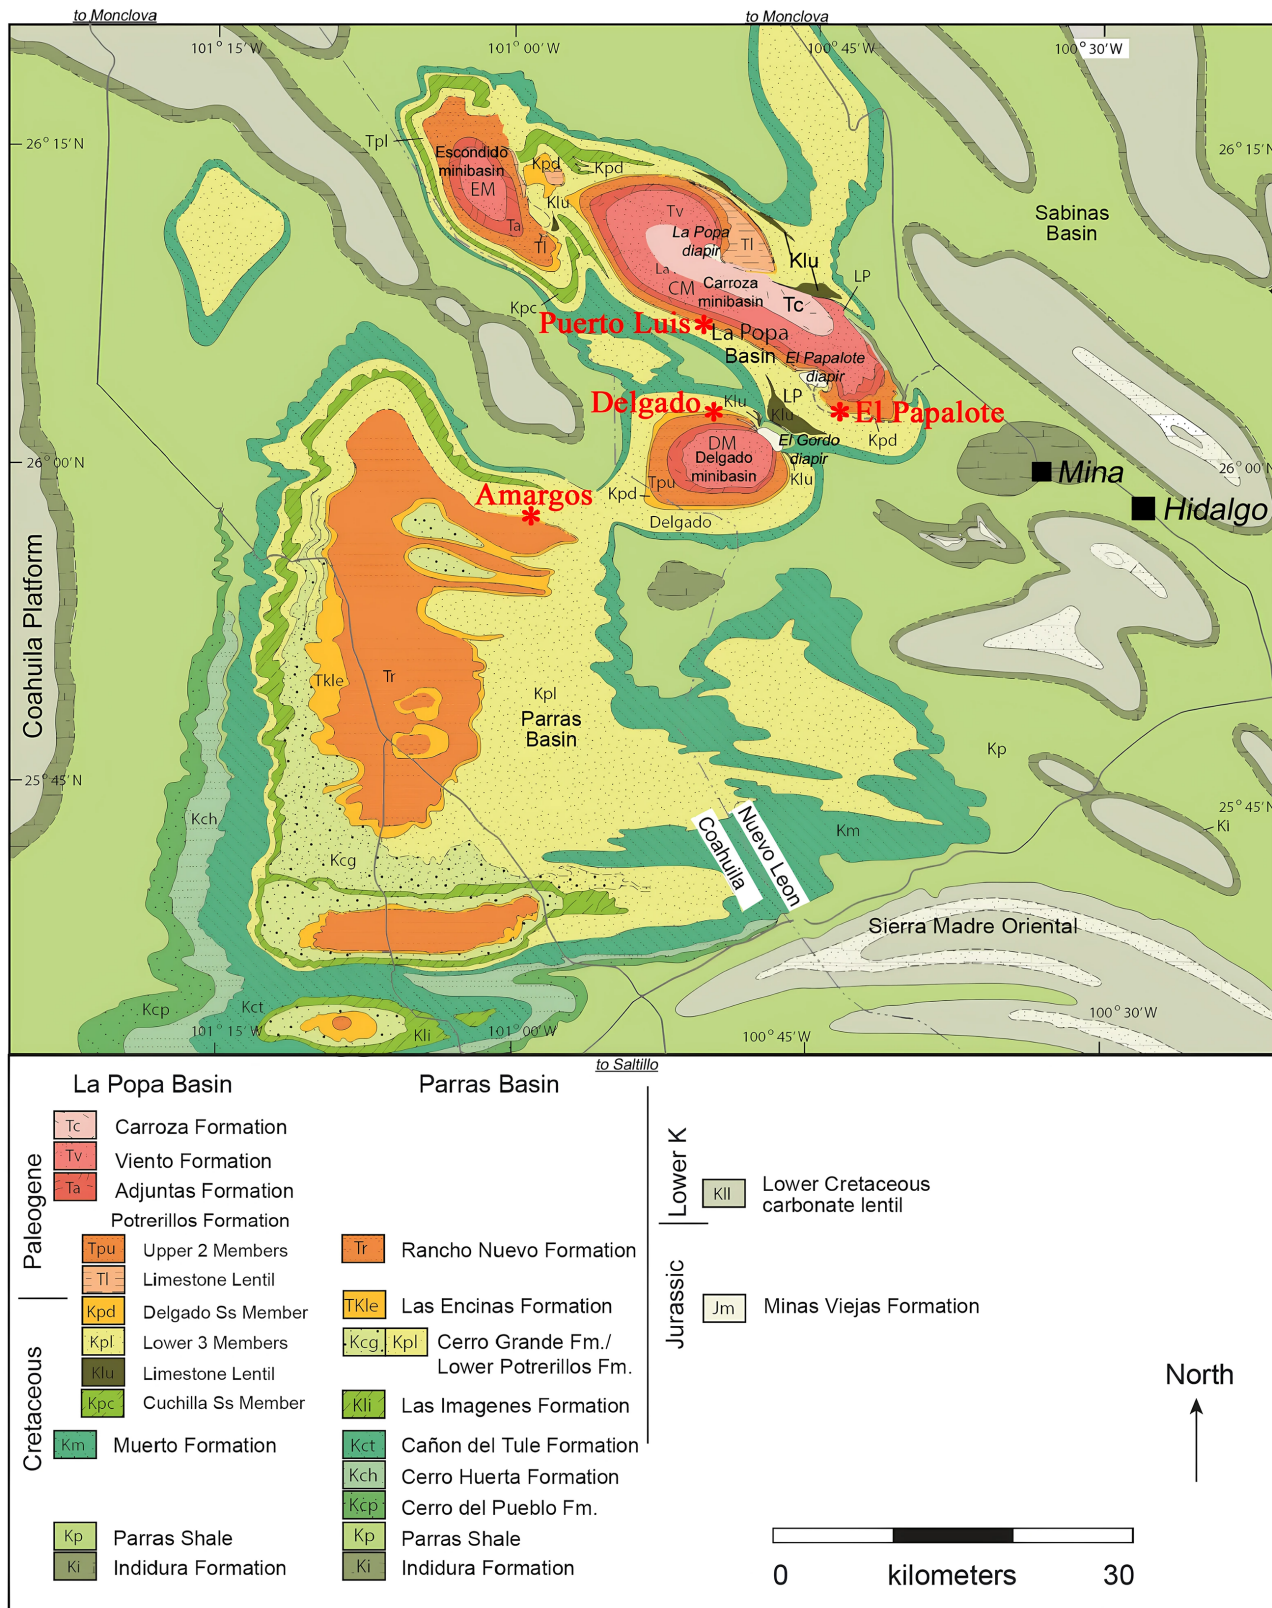 to Monclova
to Monclova
101° 15' W
101° 00' W
100° 45' W
100° 30' W
26° 15' N
26° 15' N
Tpl
Escondido
minibasin
EM
Kpd
Kpd
Klu
Ta
Tl
Kpc
Tv
La Popa
diapir
Tl
Klu
La
CM
Carroza
minibasin
Tc
LP
Sabinas
Basin
Puerto Luis
*
La Popa
Basin
El Papalote
diapir
LP
Delgado
*
Klu
Klu
*
El Papalote
Kpd
DM
Delgado
minibasin
El Gordo
diapir
Klu
Tpu
Kpd
Delgado
26° 00' N
26° 00' N
Mina
Hidalgo
Amargos
*
Coahuila Platform
Tkle
Tr
Kpl
Parras
Basin
Kp
25° 45' N
25° 45' N
Ki
Kch
Kcg
Km
Coahuila
Nuevo Leon
Sierra Madre Oriental
Kcp
Kct
Kli
101° 15' W
101° 00' W
100° 45' W
100° 30' W
to Saltillo
La Popa Basin
Parras Basin
Paleogene
Cretaceous
Tc Carroza Formation
Tv Viento Formation
Ta Adjuntas Formation
Potrerillos Formation
Tpu Upper 2 Members
Tl Limestone Lentil
Kpd Delgado Ss Member
Kpl Lower 3 Members
Klu Limestone Lentil
Kpc Cuchilla Ss Member
Km Muerto Formation
Kp Parras Shale
Ki Indidura Formation
Tr Rancho Nuevo Formation
TKle Las Encinas Formation
Kcg Kpl Cerro Grande Fm./
Lower Potrerillos Fm.
Kli Las Imagenes Formation
Kct Cañon del Tule Formation
Kch Cerro Huerta Formation
Kcp Cerro del Pueblo Fm.
Kp Parras Shale
Ki Indidura Formation
Lower K
Kll Lower Cretaceous
carbonate lentil
Jurassic
Jm Minas Viejas Formation
North
0 kilometers 30